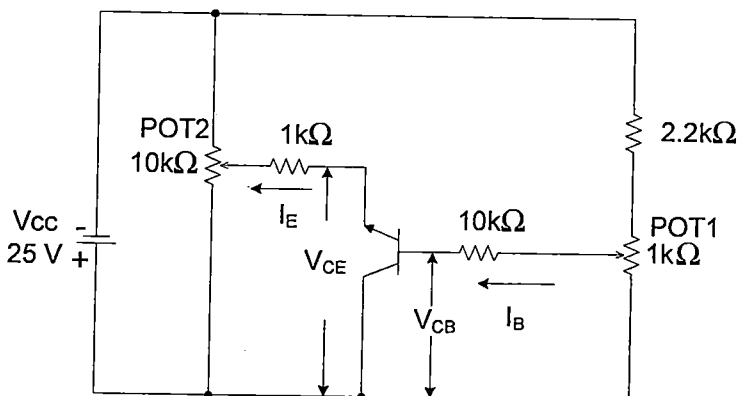 POT2
10kΩ
1kΩ
2.2kΩ
I_E
Vcc
25 V
-
+
V_CE
10kΩ
POT1
1kΩ
V_CB
I_B